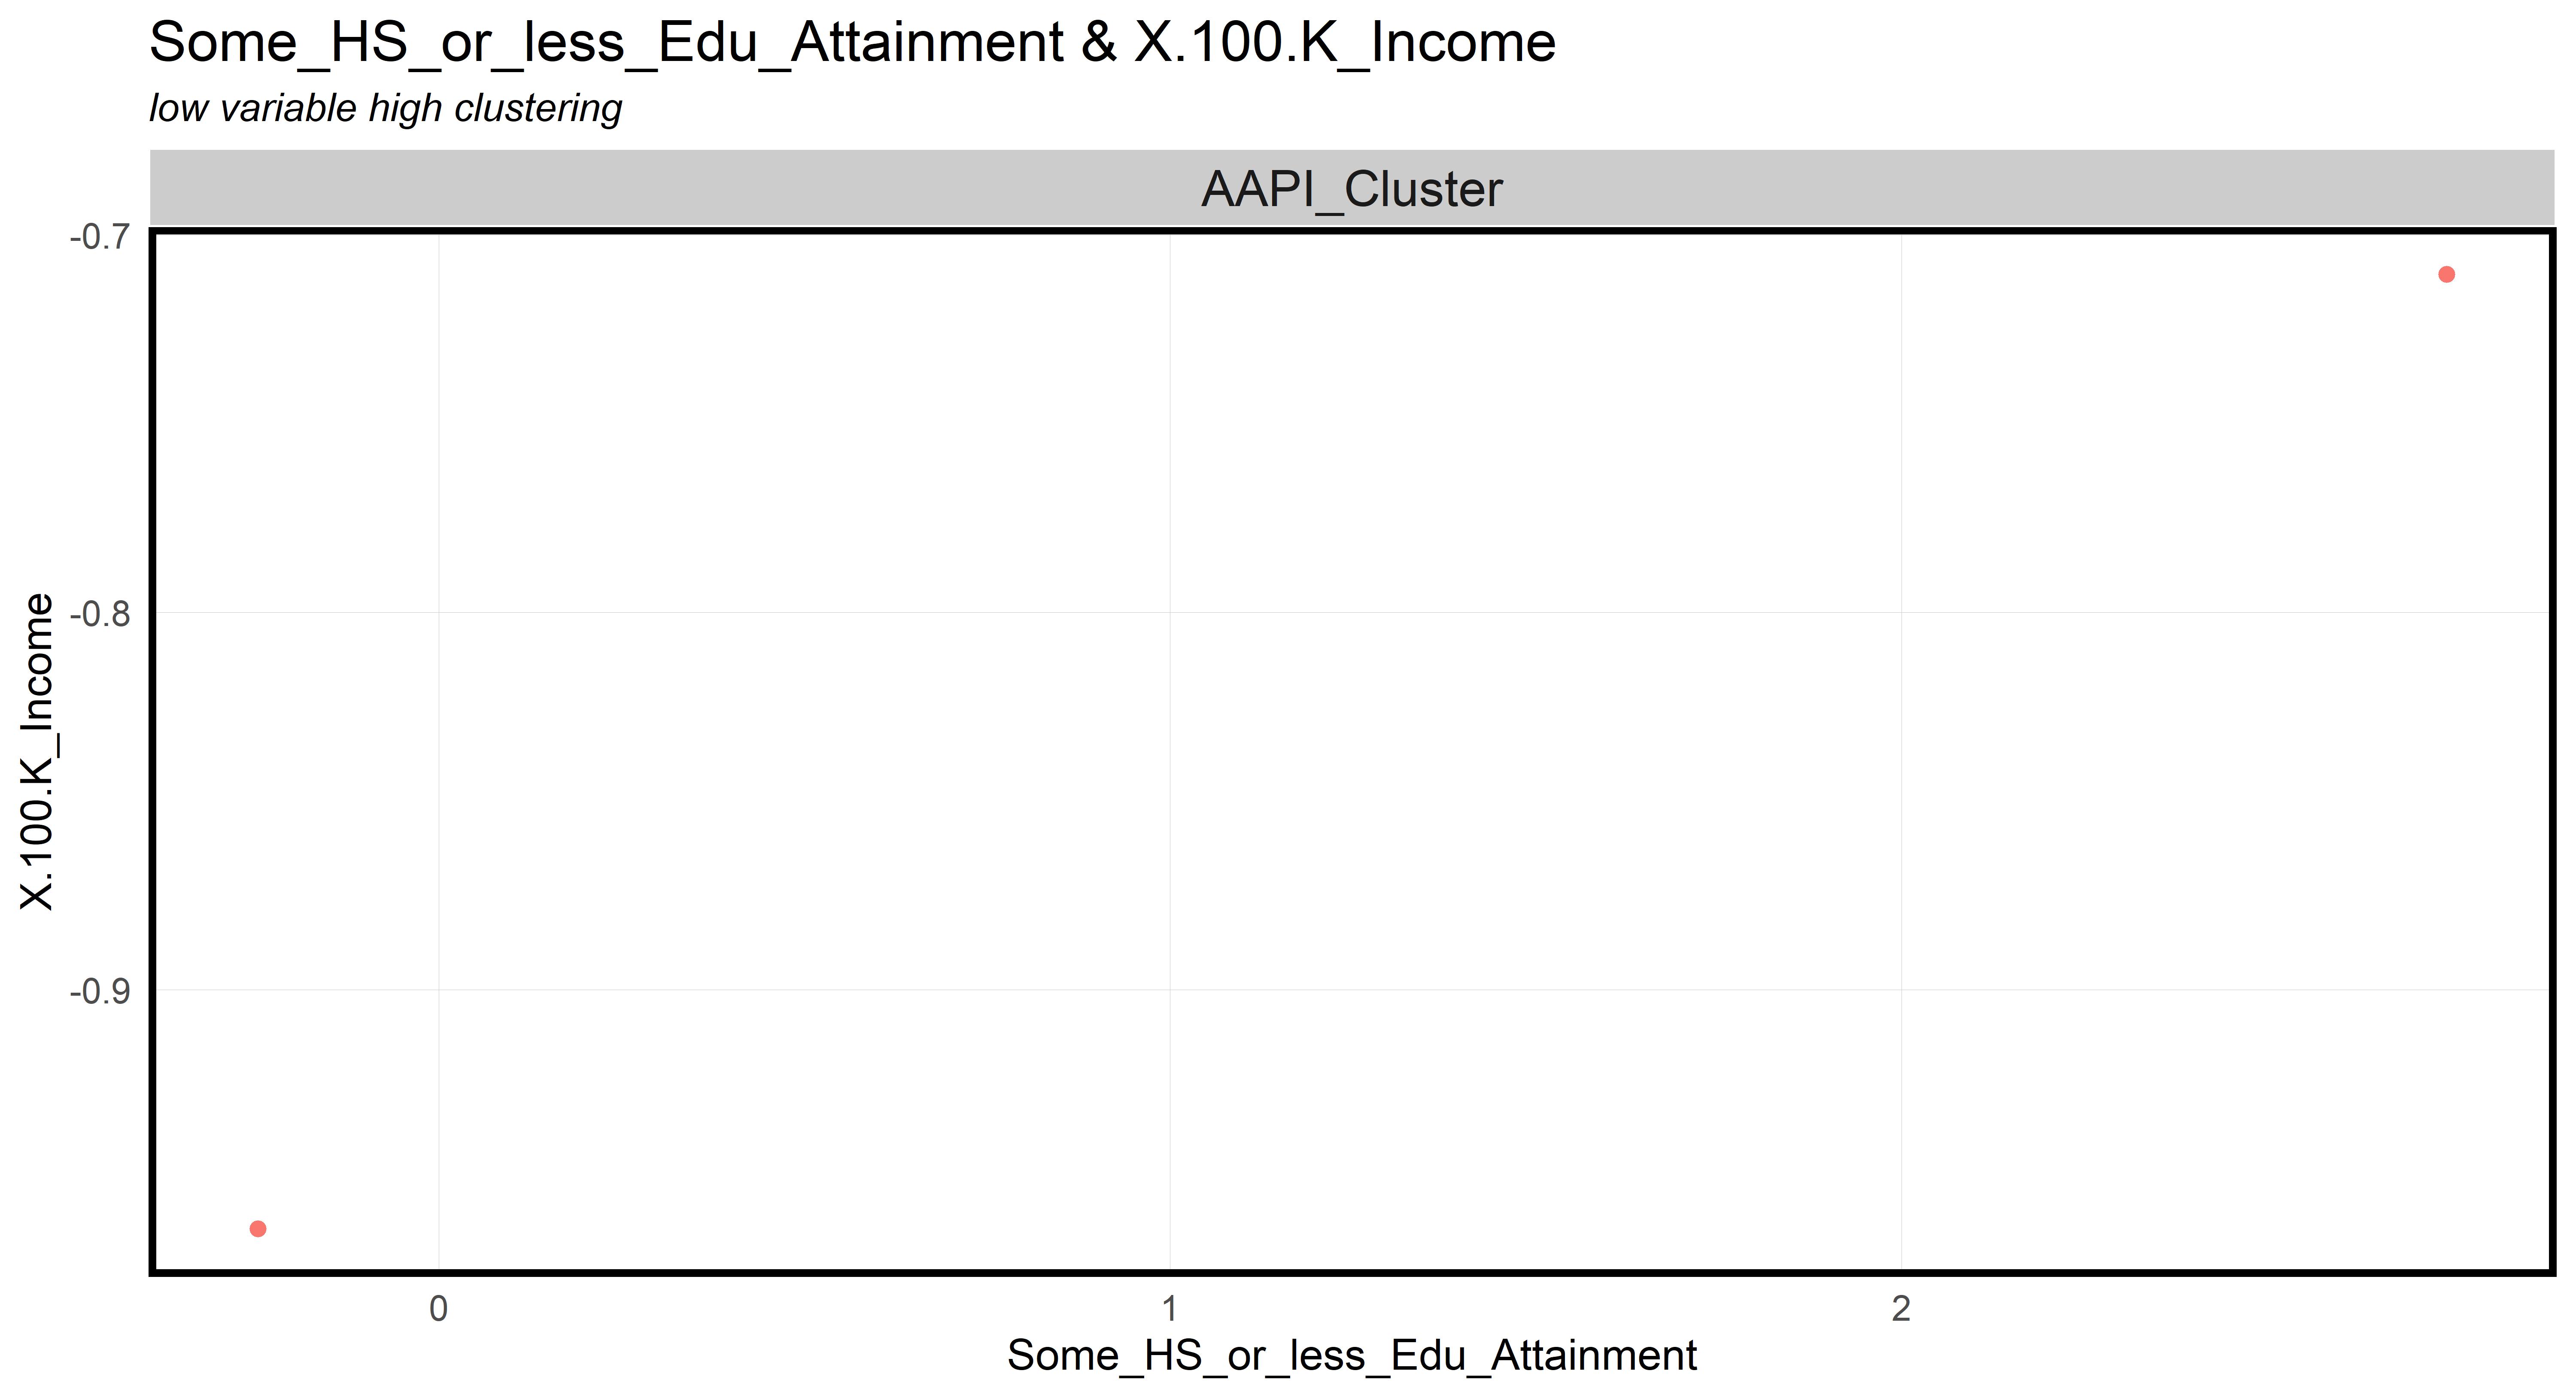 Some_HS_or_less_Edu_Attainment & X.100.K_Income
low variable high clustering
AAPI_Cluster
-0.7
-0.8
-0.9
X.100.K_Income
0 1 2
Some_HS_or_less_Edu_Attainment